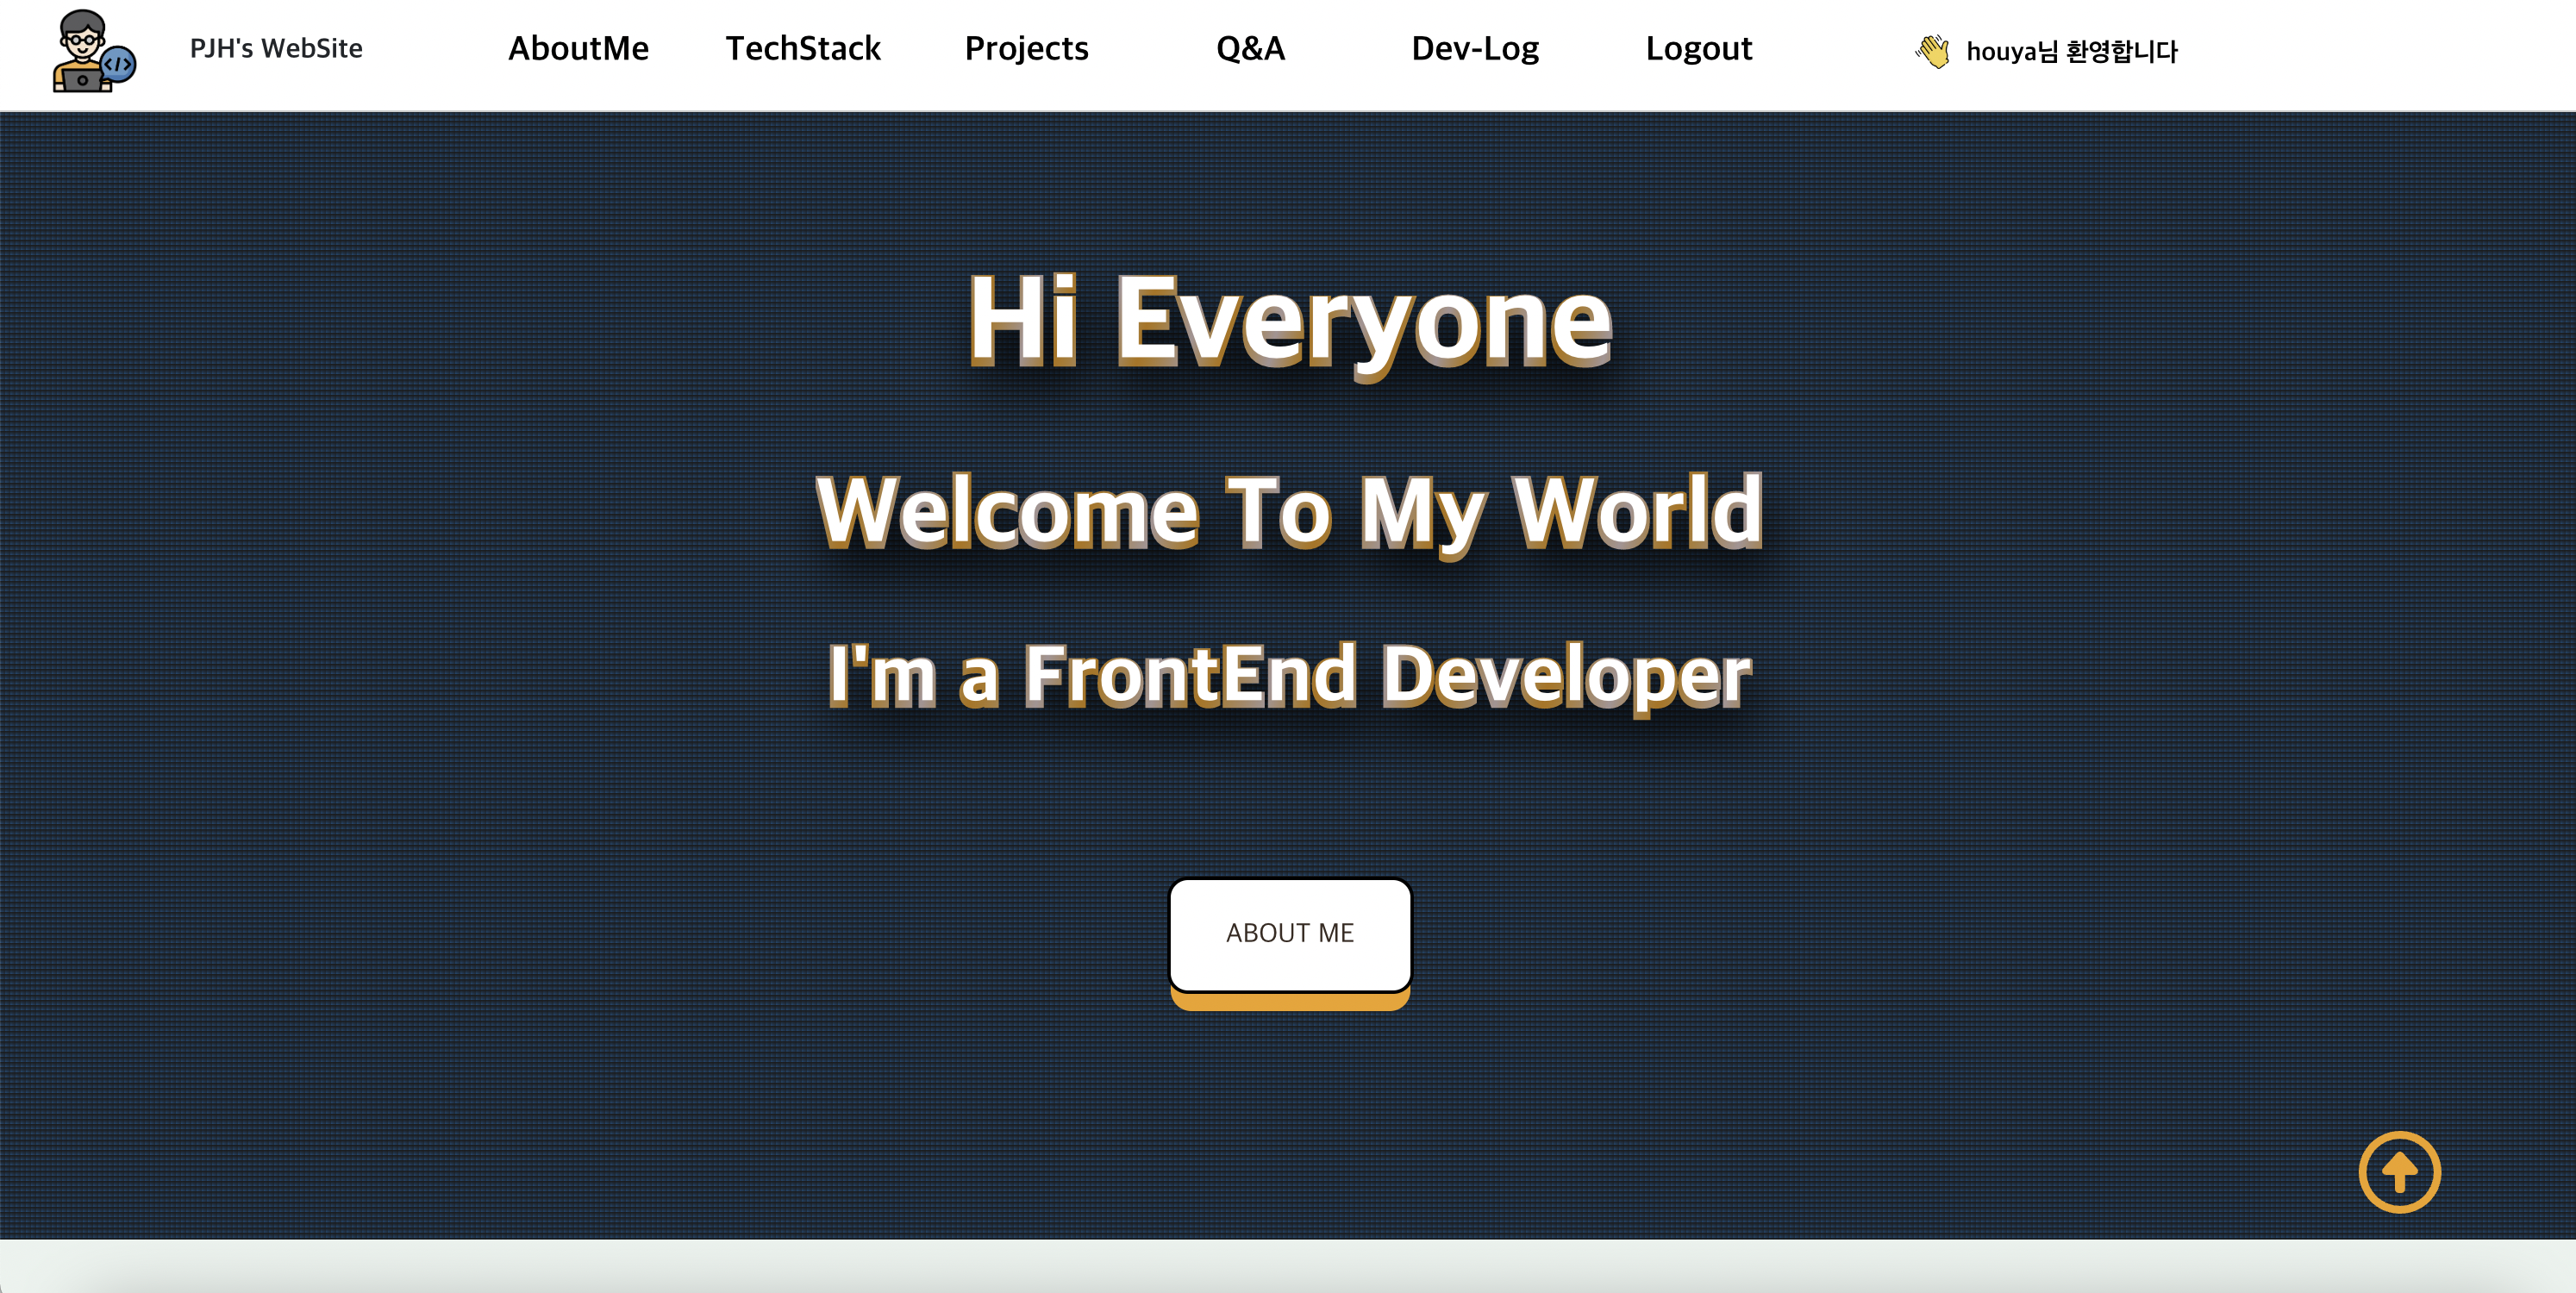 PJH's WebSite AboutMe TechStack Projects Q&A Dev-Log Logout houya님 환영합니다
Hi Everyone
Welcome To My World
I'm a FrontEnd Developer
ABOUT ME